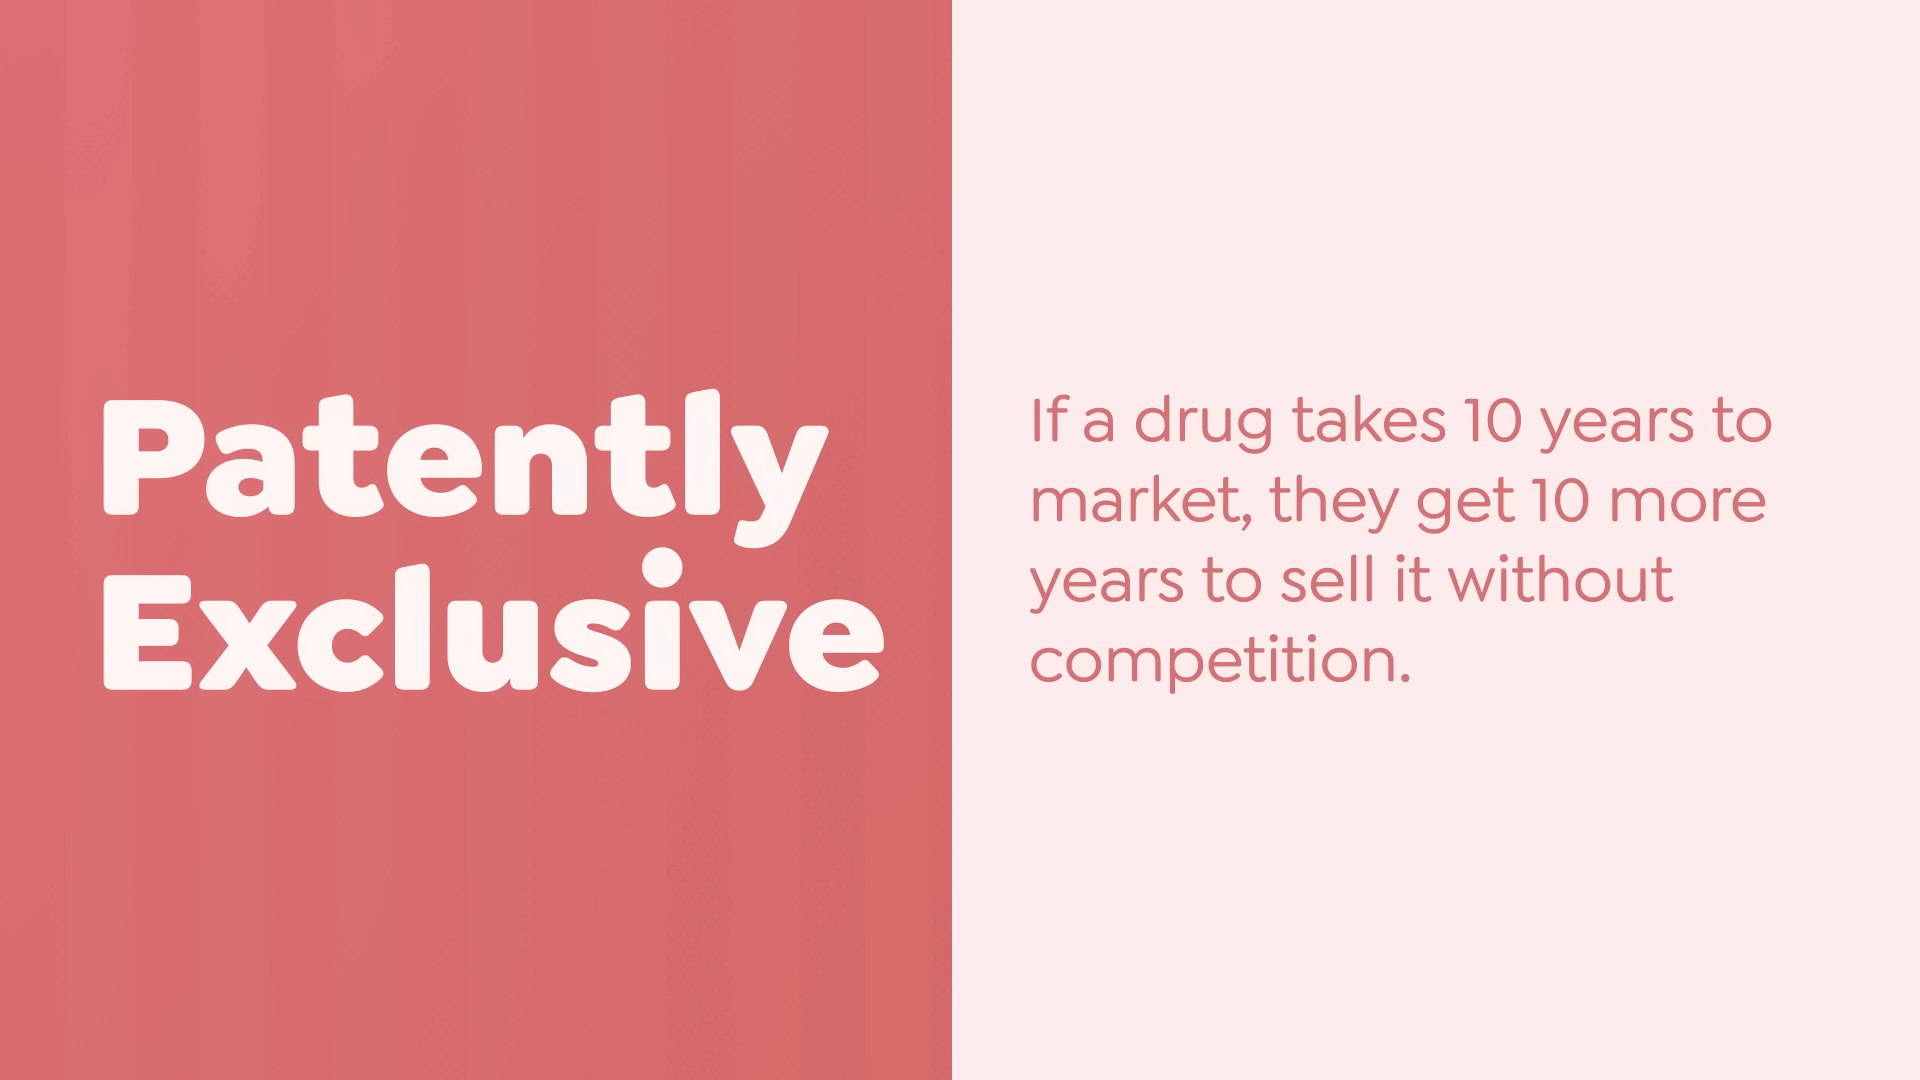 Patently
Exclusive
If a drug takes 10 years to
market, they get 10 more
years to sell it without
competition.